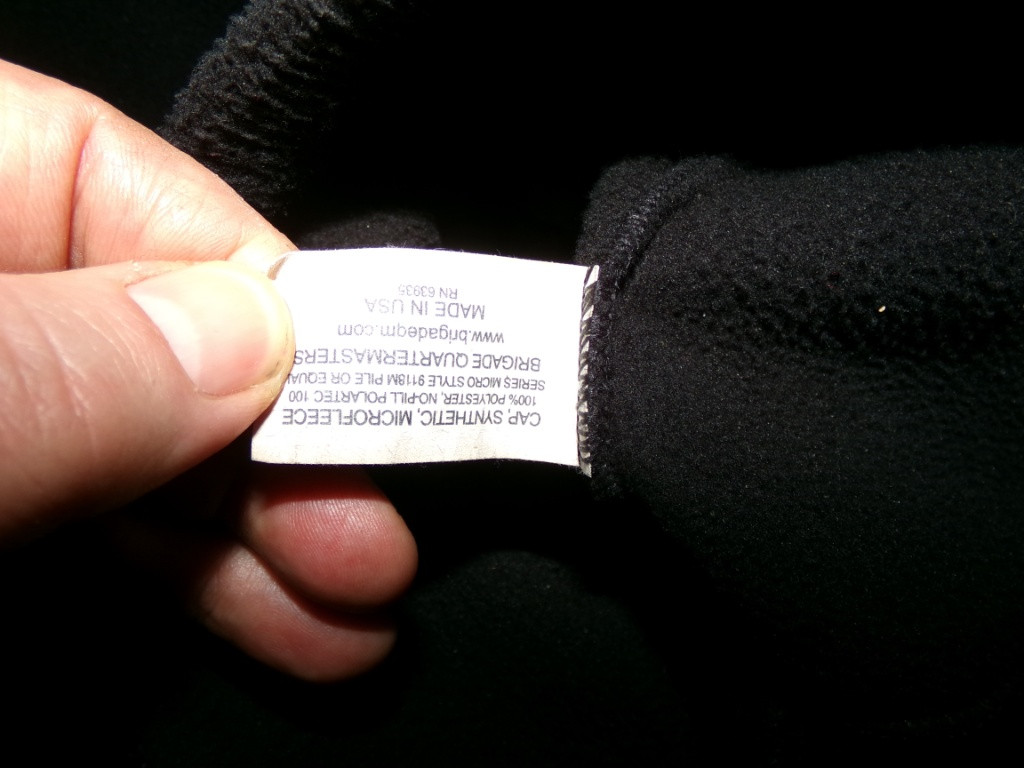 CAP, SYNTHETIC, MICROFLEECE
100% POLYESTER, NO-PILL POLARTEC 100
SERIES MICRO STYLE 9118M PILE OR EQUAL
BRIGADE QUARTERMASTERS
www.brigadeqm.com
MADE IN USA
RN 63935